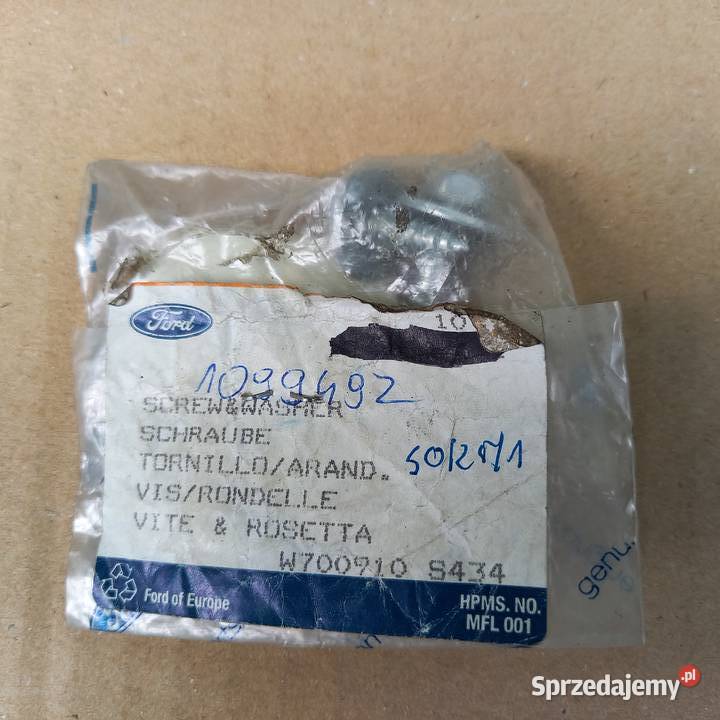 Ford
10
1099492
SCREW&WASHER
SCHRAUBE
TORNILLO/ARAND.
VIS/RONDELLE
VITE & ROSETTA
W700910 S434
Ford of Europe
HPMS. NO.
MFL 001
genu.
Sprzedajemy.pl